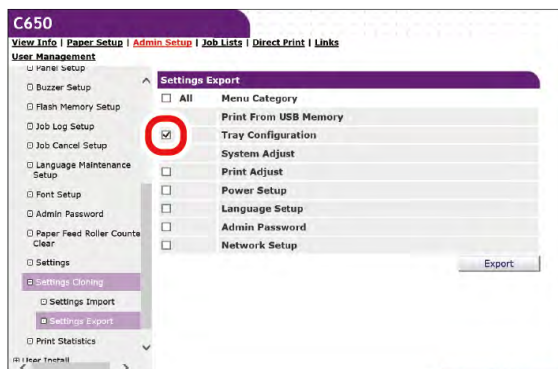 C650
View Info | Paper Setup | Admin Setup | Job Lists | Direct Print | Links
User Management
Panel Setup
Buzzer Setup
Flash Memory Setup
Job Log Setup
Job Cancel Setup
Language Maintenance
Setup
Font Setup
Admin Password
Paper Feed Roller Counte
Clear
Settings
Settings Cloning
Settings Import
Settings Export
Print Statistics
User Install
Settings Export
All Menu Category
Print From USB Memory
Tray Configuration
System Adjust
Print Adjust
Power Setup
Language Setup
Admin Password
Network Setup
Export